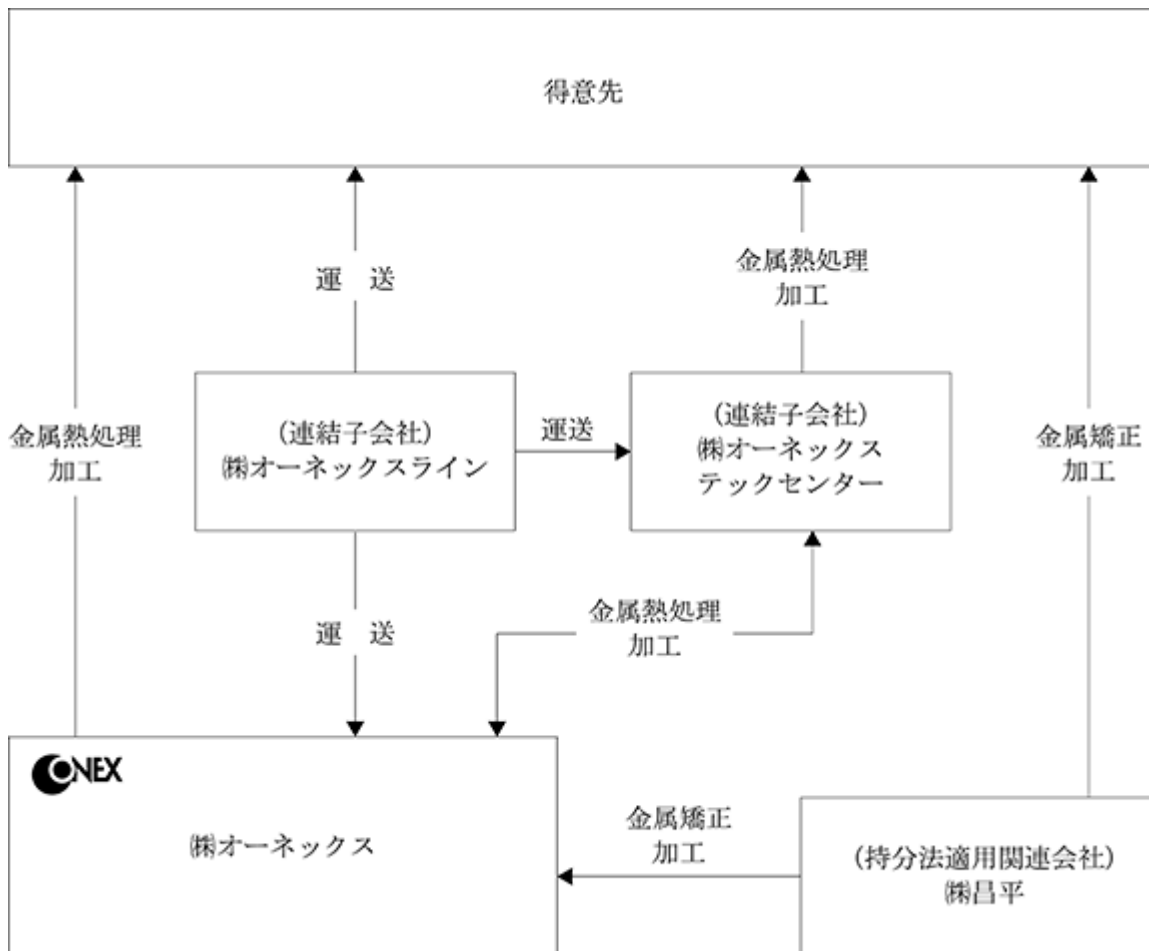 得意先
運　送
金属熱処理
加工
金属熱処理
加工
(連結子会社)
㈱オーネックスライン
運送
(連結子会社)
㈱オーネックス
テックセンター
金属矯正
加工
運　送
金属熱処理
加工
ONEX
㈱オーネックス
金属矯正
加工
(持分法適用関連会社)
㈱昌平